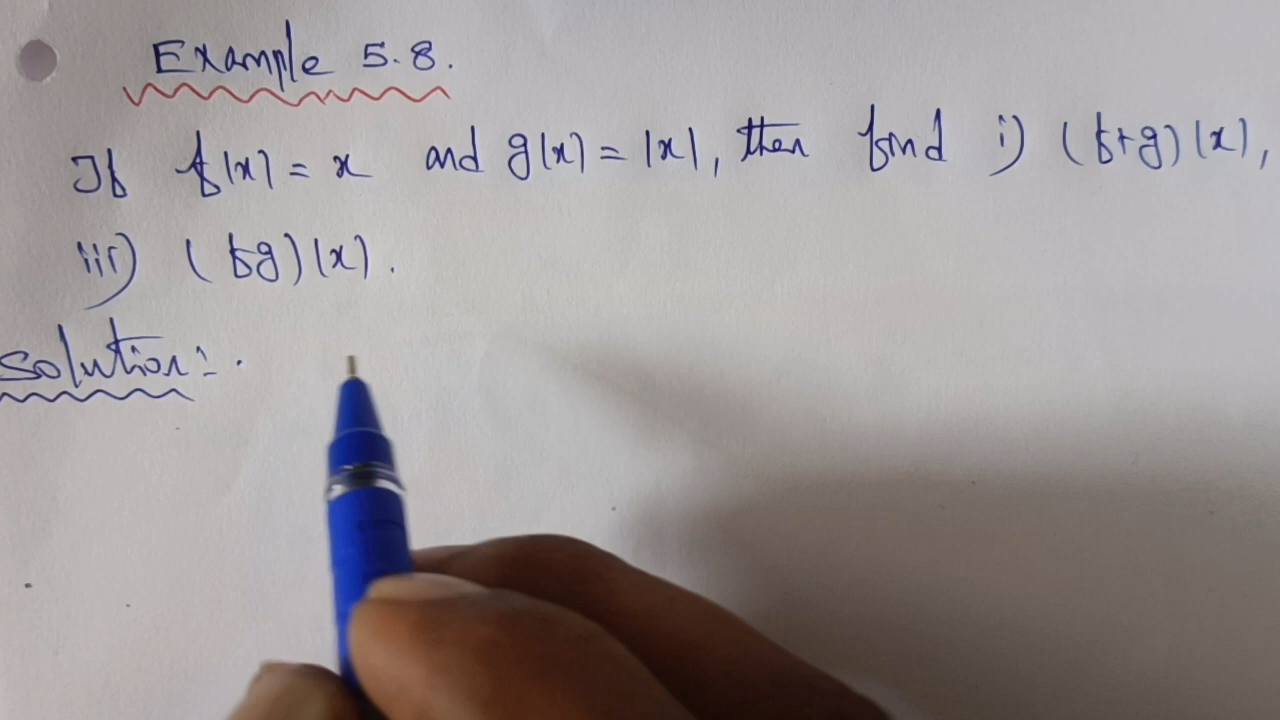 Example 5.8.
If f(x) = x and g(x) = |x|, then find i) (f+g)(x),
iii) (fg)(x).
Solution:-